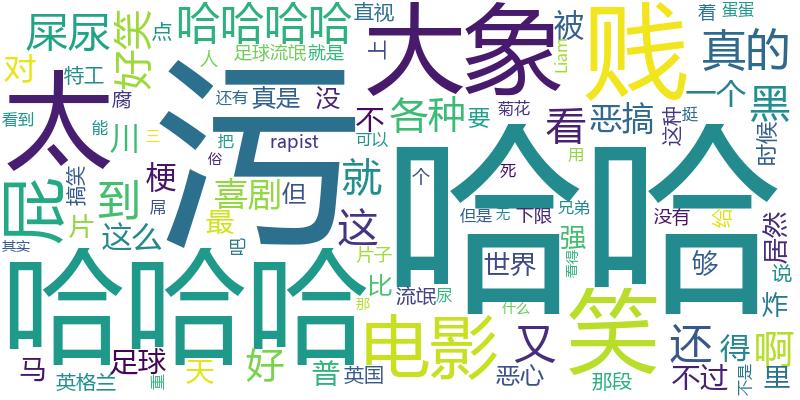 屎尿
好笑
哈哈哈哈
直视
大象
被
着
蛋蛋
点
上
Liam
贱
真的
对
特工
人
足球流氓
就是
腐
还有
真是
没
不
各种
要
菊花
看
恶搞
一个
黑
看到
能
三
川
太
污
把
rapist
可以
这种
挺
时候
俗
屁
到
搞笑
梗
喜剧
但
就
个
哈哈
死
用
片
屌
最
这
但是
无
下限
兄弟
没有
给
居然
其实
这么
吧
片子
强
看得
世界
够
说
哈哈哈
那
比
流氓
尿
什么
炸
马
足球
好
普
电影
又
笑
还
得
啊
英格兰
重
天
英国
恶心
那段
不过
不是
里